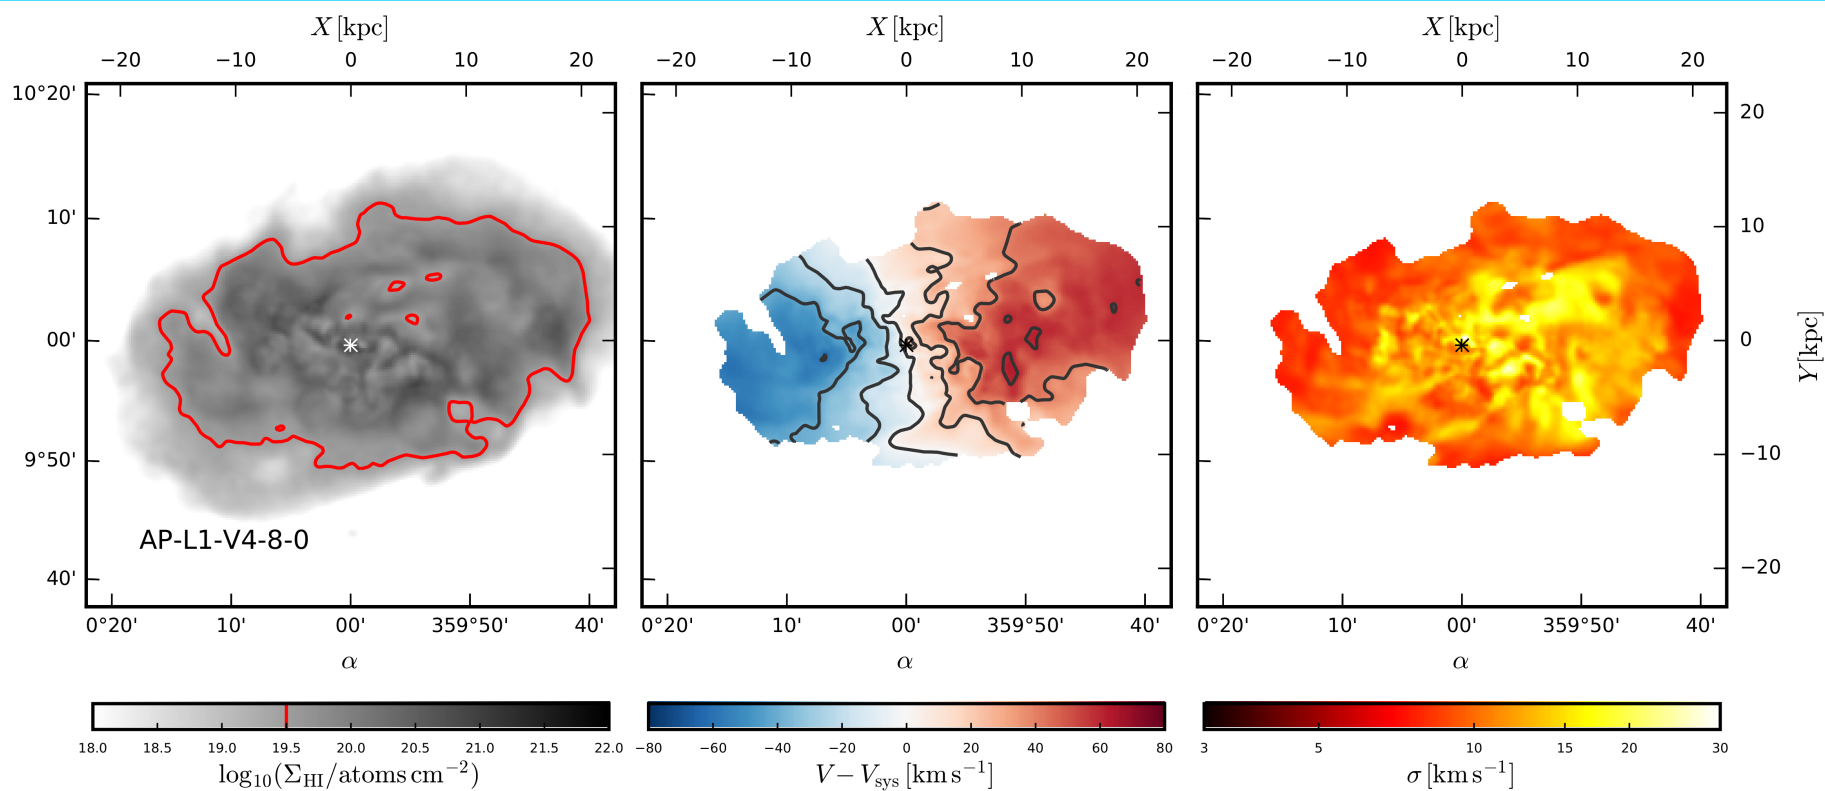 X [kpc] X [kpc] X [kpc]
−20 −10 0 10 20 −20 −10 0 10 20 −20 −10 0 10 20
10°20'
10'
00'
9°50'
40'
20
10
0
−10
−20
Y [kpc]
AP-L1-V4-8-0
0°20' 10' 00' 359°50' 40' 0°20' 10' 00' 359°50' 40' 0°20' 10' 00' 359°50' 40'
α α α
18.0 18.5 19.0 19.5 20.0 20.5 21.0 21.5 22.0 −80 −60 −40 −20 0 20 40 60 80 3 5 10 15 20 30
log₁₀(Σ_HI/atoms cm⁻²) V − V_sys [km s⁻¹] σ [km s⁻¹]